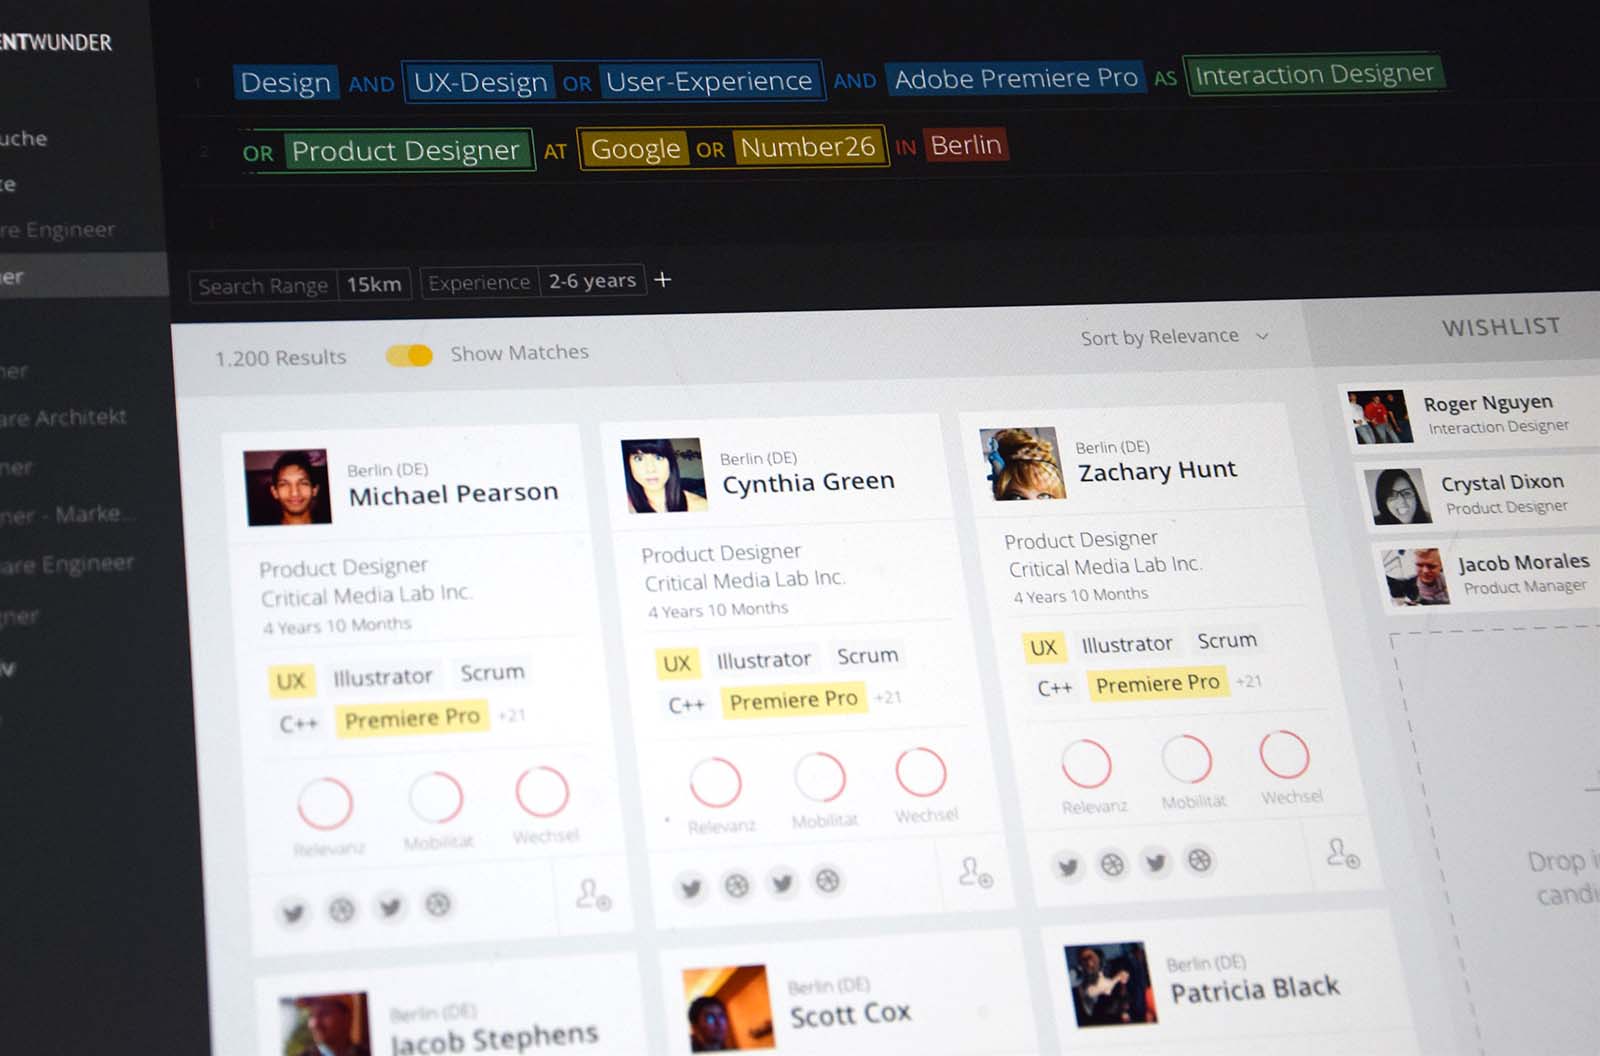 ENTWUNDER
uche
te
re Engineer
er
ner
are Architekt
ner
ner - Marke...
are Engineer
gner
iv
1 Design AND UX-Design OR User-Experience AND Adobe Premiere Pro AS Interaction Designer
2 OR Product Designer AT Google OR Number26 IN Berlin
Search Range 15km Experience 2-6 years +
1.200 Results Show Matches Sort by Relevance
Berlin (DE)
Michael Pearson
Product Designer
Critical Media Lab Inc.
4 Years 10 Months
UX Illustrator Scrum
C++ Premiere Pro +21
Relevanz Mobilität Wechsel
Berlin (DE)
Cynthia Green
Product Designer
Critical Media Lab Inc.
4 Years 10 Months
UX Illustrator Scrum
C++ Premiere Pro +21
Relevanz Mobilität Wechsel
Berlin (DE)
Zachary Hunt
Product Designer
Critical Media Lab Inc.
4 Years 10 Months
UX Illustrator Scrum
C++ Premiere Pro +21
Relevanz Mobilität Wechsel
Berlin (DE)
Jacob Stephens
Berlin (DE)
Scott Cox
Berlin (DE)
Patricia Black
WISHLIST
Roger Nguyen
Interaction Designer
Crystal Dixon
Product Designer
Jacob Morales
Product Manager
Drop i
candi